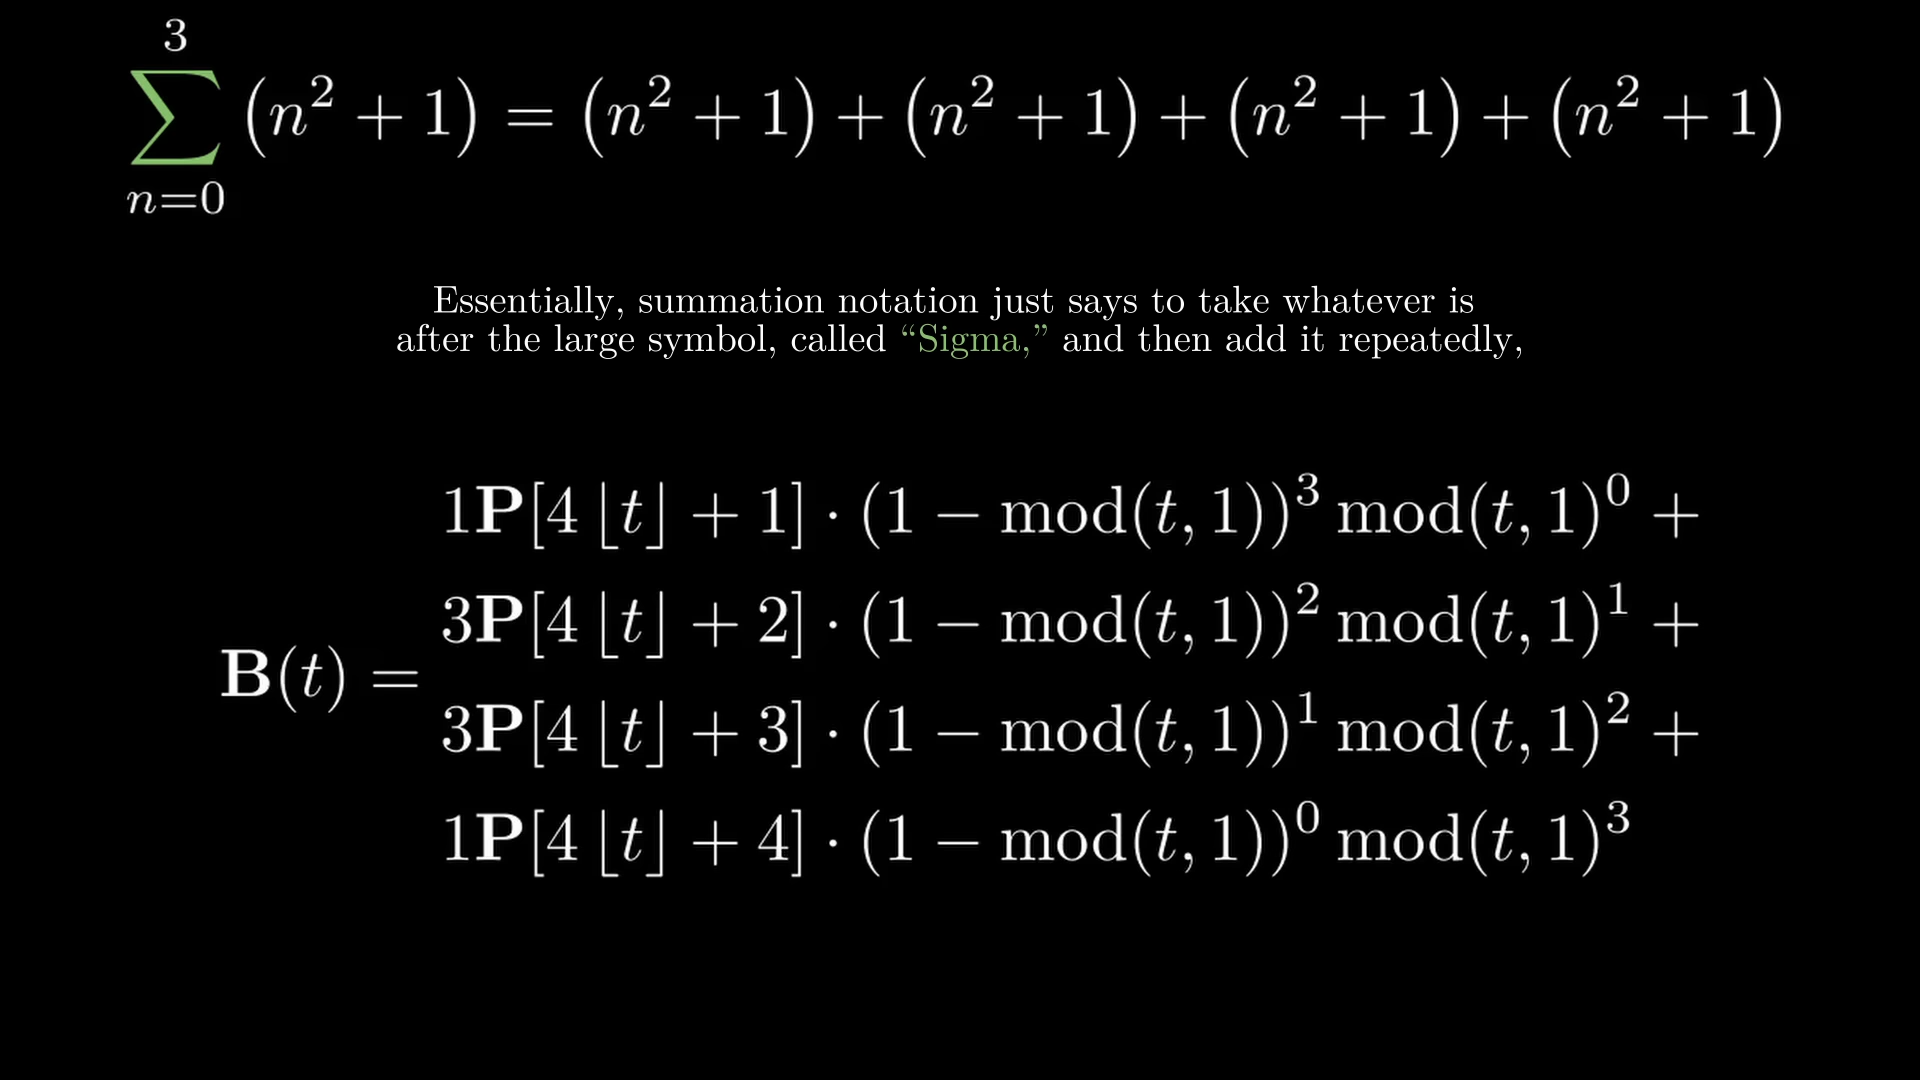 3
∑ (n² + 1) = (n² + 1) + (n² + 1) + (n² + 1) + (n² + 1)
n=0
Essentially, summation notation just says to take whatever is
after the large symbol, called “Sigma,” and then add it repeatedly,
1P[4 ⌊t⌋ + 1] · (1 − mod(t, 1))³ mod(t, 1)⁰ +
3P[4 ⌊t⌋ + 2] · (1 − mod(t, 1))² mod(t, 1)¹ +
B(t) =
3P[4 ⌊t⌋ + 3] · (1 − mod(t, 1))¹ mod(t, 1)² +
1P[4 ⌊t⌋ + 4] · (1 − mod(t, 1))⁰ mod(t, 1)³